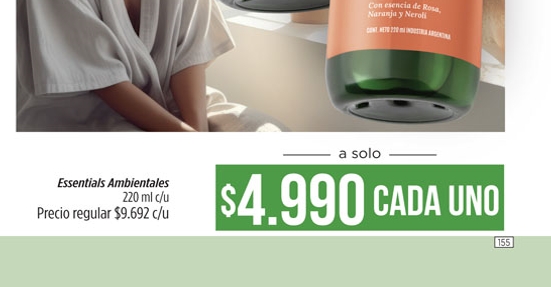 Con esencia de Rosa,
Naranja y Neroli
CONT. NETO 220 ml INDUSTRIA ARGENTINA
a solo
Essentials Ambientales
220 ml c/u
Precio regular $9.692 c/u
$4.990 CADA UNO
155